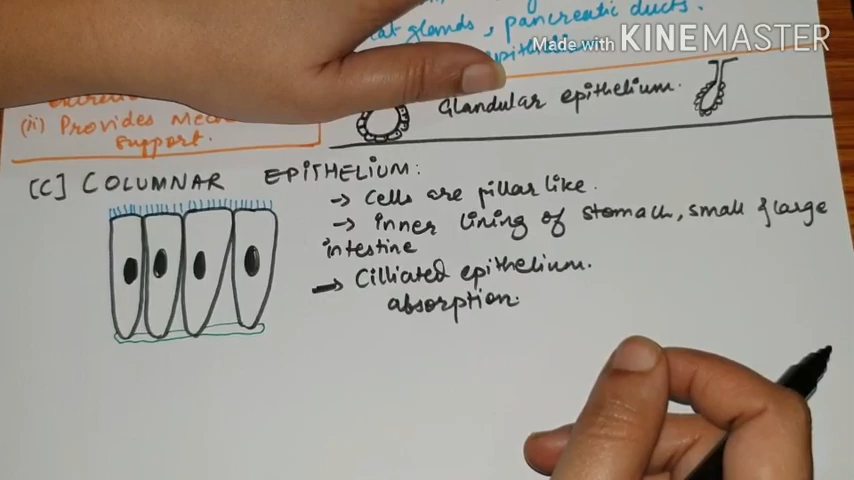 glands, pancreatic ducts.
Made with KINEMASTER
Glandular epithelium.
(ii) Provides
support.
[C] COLUMNAR EPITHELIUM:
→ Cells are pillar like.
→ inner lining of stomach, small & large
intestine
→ Cilliated epithelium.
absorption.